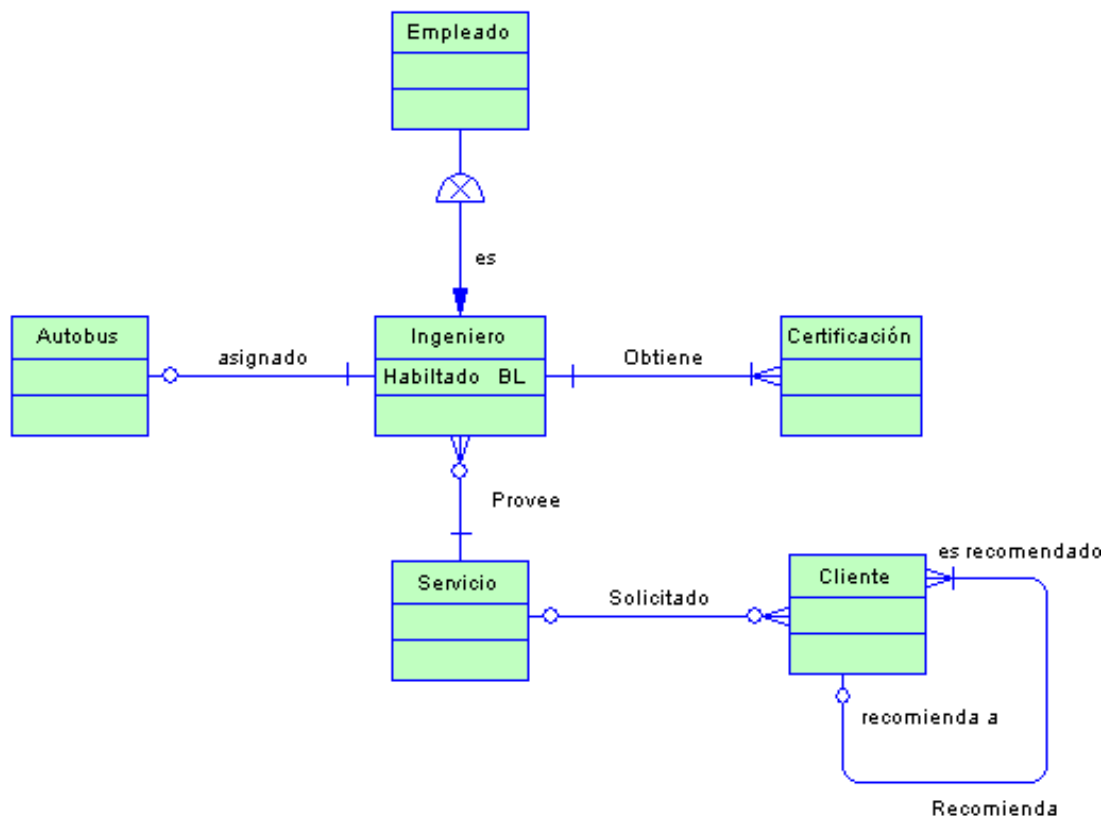 Empleado
es
Autobus
asignado
Ingeniero
Habiltado BL
Obtiene
Certificación
Provee
Servicio
Solicitado
Cliente
es recomendado
recomienda a
Recomienda